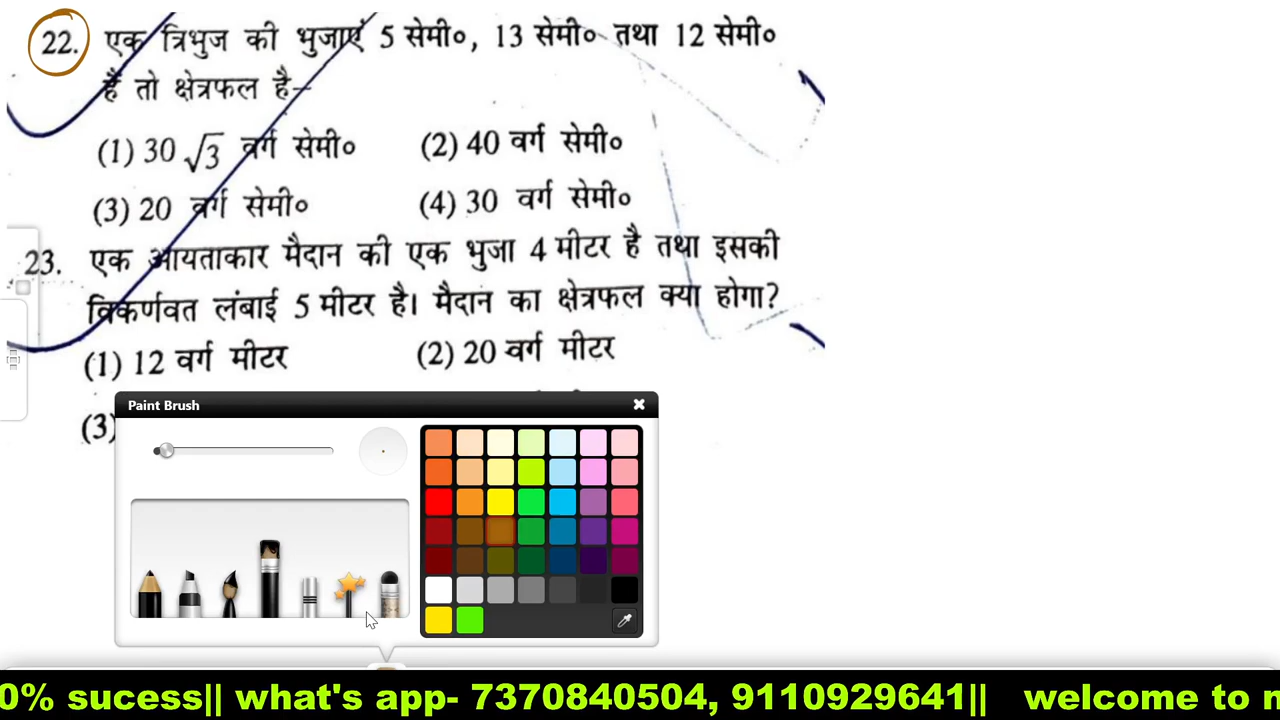 22. एक त्रिभुज की भुजाएं 5 सेमी०, 13 सेमी० तथा 12 सेमी०
हैं तो क्षेत्रफल है-
(1) 30 √3 वर्ग सेमी० (2) 40 वर्ग सेमी०
(3) 20 वर्ग सेमी० (4) 30 वर्ग सेमी०
23. एक आयताकार मैदान की एक भुजा 4 मीटर है तथा इसकी
विकर्णवत लंबाई 5 मीटर है। मैदान का क्षेत्रफल क्या होगा?
(1) 12 वर्ग मीटर (2) 20 वर्ग मीटर
(3)
Paint Brush
0% sucess|| what's app- 7370840504, 9110929641|| welcome to